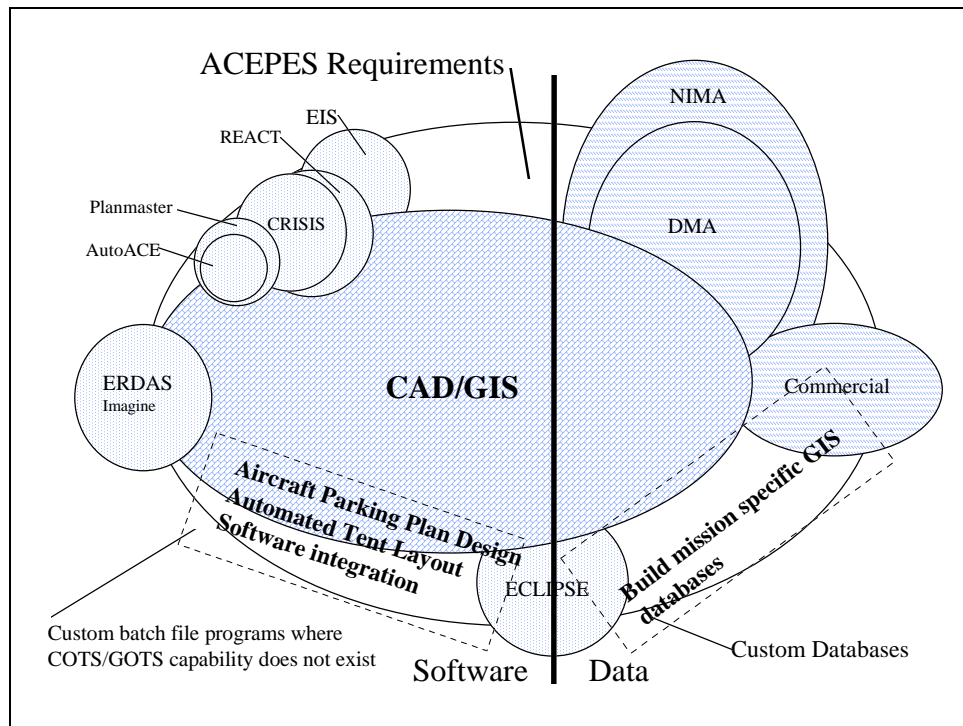 ACEPES Requirements
NIMA
EIS
REACT
Planmaster
CRISIS
DMA
AutoACE
ERDAS
Imagine
CAD/GIS
Commercial
Aircraft Parking Plan Design
Automated Tent Layout
Software integration
Build mission specific GIS
databases
ECLIPSE
Custom batch file programs where
COTS/GOTS capability does not exist
Custom Databases
Software
Data